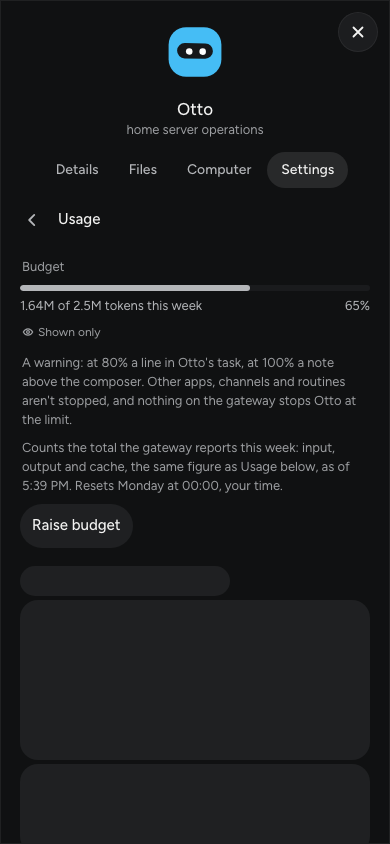 Otto
home server operations
Details Files Computer Settings
Usage
Budget
1.64M of 2.5M tokens this week 65%
Shown only
A warning: at 80% a line in Otto's task, at 100% a note
above the composer. Other apps, channels and routines
aren't stopped, and nothing on the gateway stops Otto at
the limit.
Counts the total the gateway reports this week: input,
output and cache, the same figure as Usage below, as of
5:39 PM. Resets Monday at 00:00, your time.
Raise budget